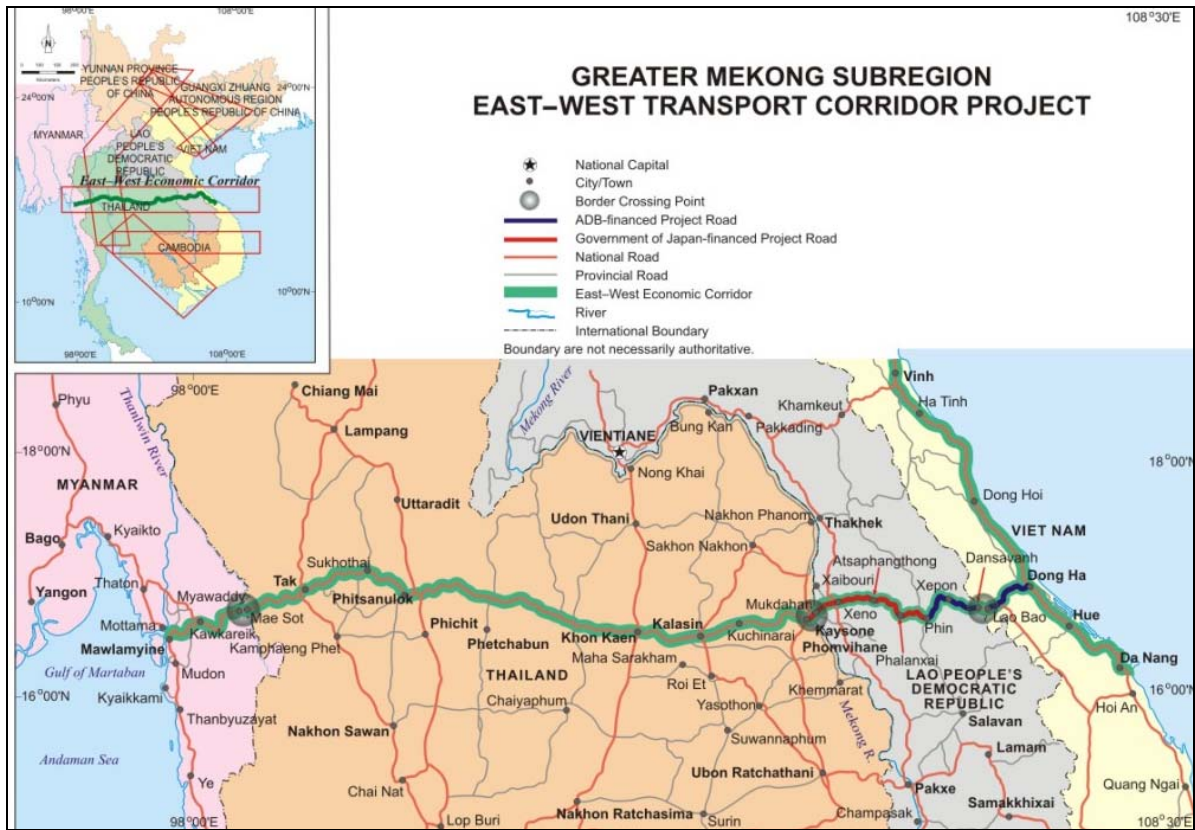 98°00'E
108°00'E
108°30'E
N
Kilometers
YUNNAN PROVINCE
PEOPLE'S REPUBLIC
OF CHINA
GUANGXI ZHUANG
AUTONOMOUS REGION
PEOPLE'S REPUBLIC OF CHINA
24°00'N
24°00'N
MYANMAR
LAO
PEOPLE'S
DEMOCRATIC
REPUBLIC
VIET NAM
East–West Economic Corridor
THAILAND
CAMBODIA
10°00'N
10°00'N
98°00'E
108°00'E
GREATER MEKONG SUBREGION
EAST–WEST TRANSPORT CORRIDOR PROJECT
National Capital
City/Town
Border Crossing Point
ADB-financed Project Road
Government of Japan-financed Project Road
National Road
Provincial Road
East–West Economic Corridor
River
International Boundary
Boundary are not necessarily authoritative.
98°00'E
Phyu
Thanlwin River
Chiang Mai
Lampang
Mekong River
Pakxan
VIENTIANE
Bung Kan
Khamkeut
Pakkading
Vinh
Ha Tinh
18°00'N
18°00'N
MYANMAR
Nong Khai
Uttaradit
Dong Hoi
Bago
Kyaikto
Udon Thani
Nakhon Phanom
Thakhek
VIET NAM
Sakhon Nakhon
Atsaphangthong
Dansavanh
Sukhothai
Thaton
Tak
Xaibouri
Xepon
Dong Ha
Yangon
Myawaddy
Phitsanulok
Mukdahan
Mae Sot
Xeno
Lao Bao
Hue
Mottama
Kawkareik
Phichit
Khon Kaen
Kalasin
Kuchinarai
Kaysone
Phomvihane
Phin
Mawlamyine
Kamphaeng Phet
Phetchabun
Maha Sarakham
Phalanxai
Da Nang
Gulf of Martaban
Mudon
THAILAND
Roi Et
Khemmarat
LAO PEOPLE'S
DEMOCRATIC
REPUBLIC
16°00'N
16°00'N
Kyaikkami
Chaiyaphum
Yasothon
Mekong R.
Hoi An
Thanbyuzayat
Salavan
Nakhon Sawan
Suwannaphum
Lamam
Andaman Sea
Ye
Ubon Ratchathani
Chai Nat
Pakxe
Quang Ngai
Samakkhixai
Nakhon Ratchasima
Champasak
98°00'E
Lop Buri
Surin
108°30'E